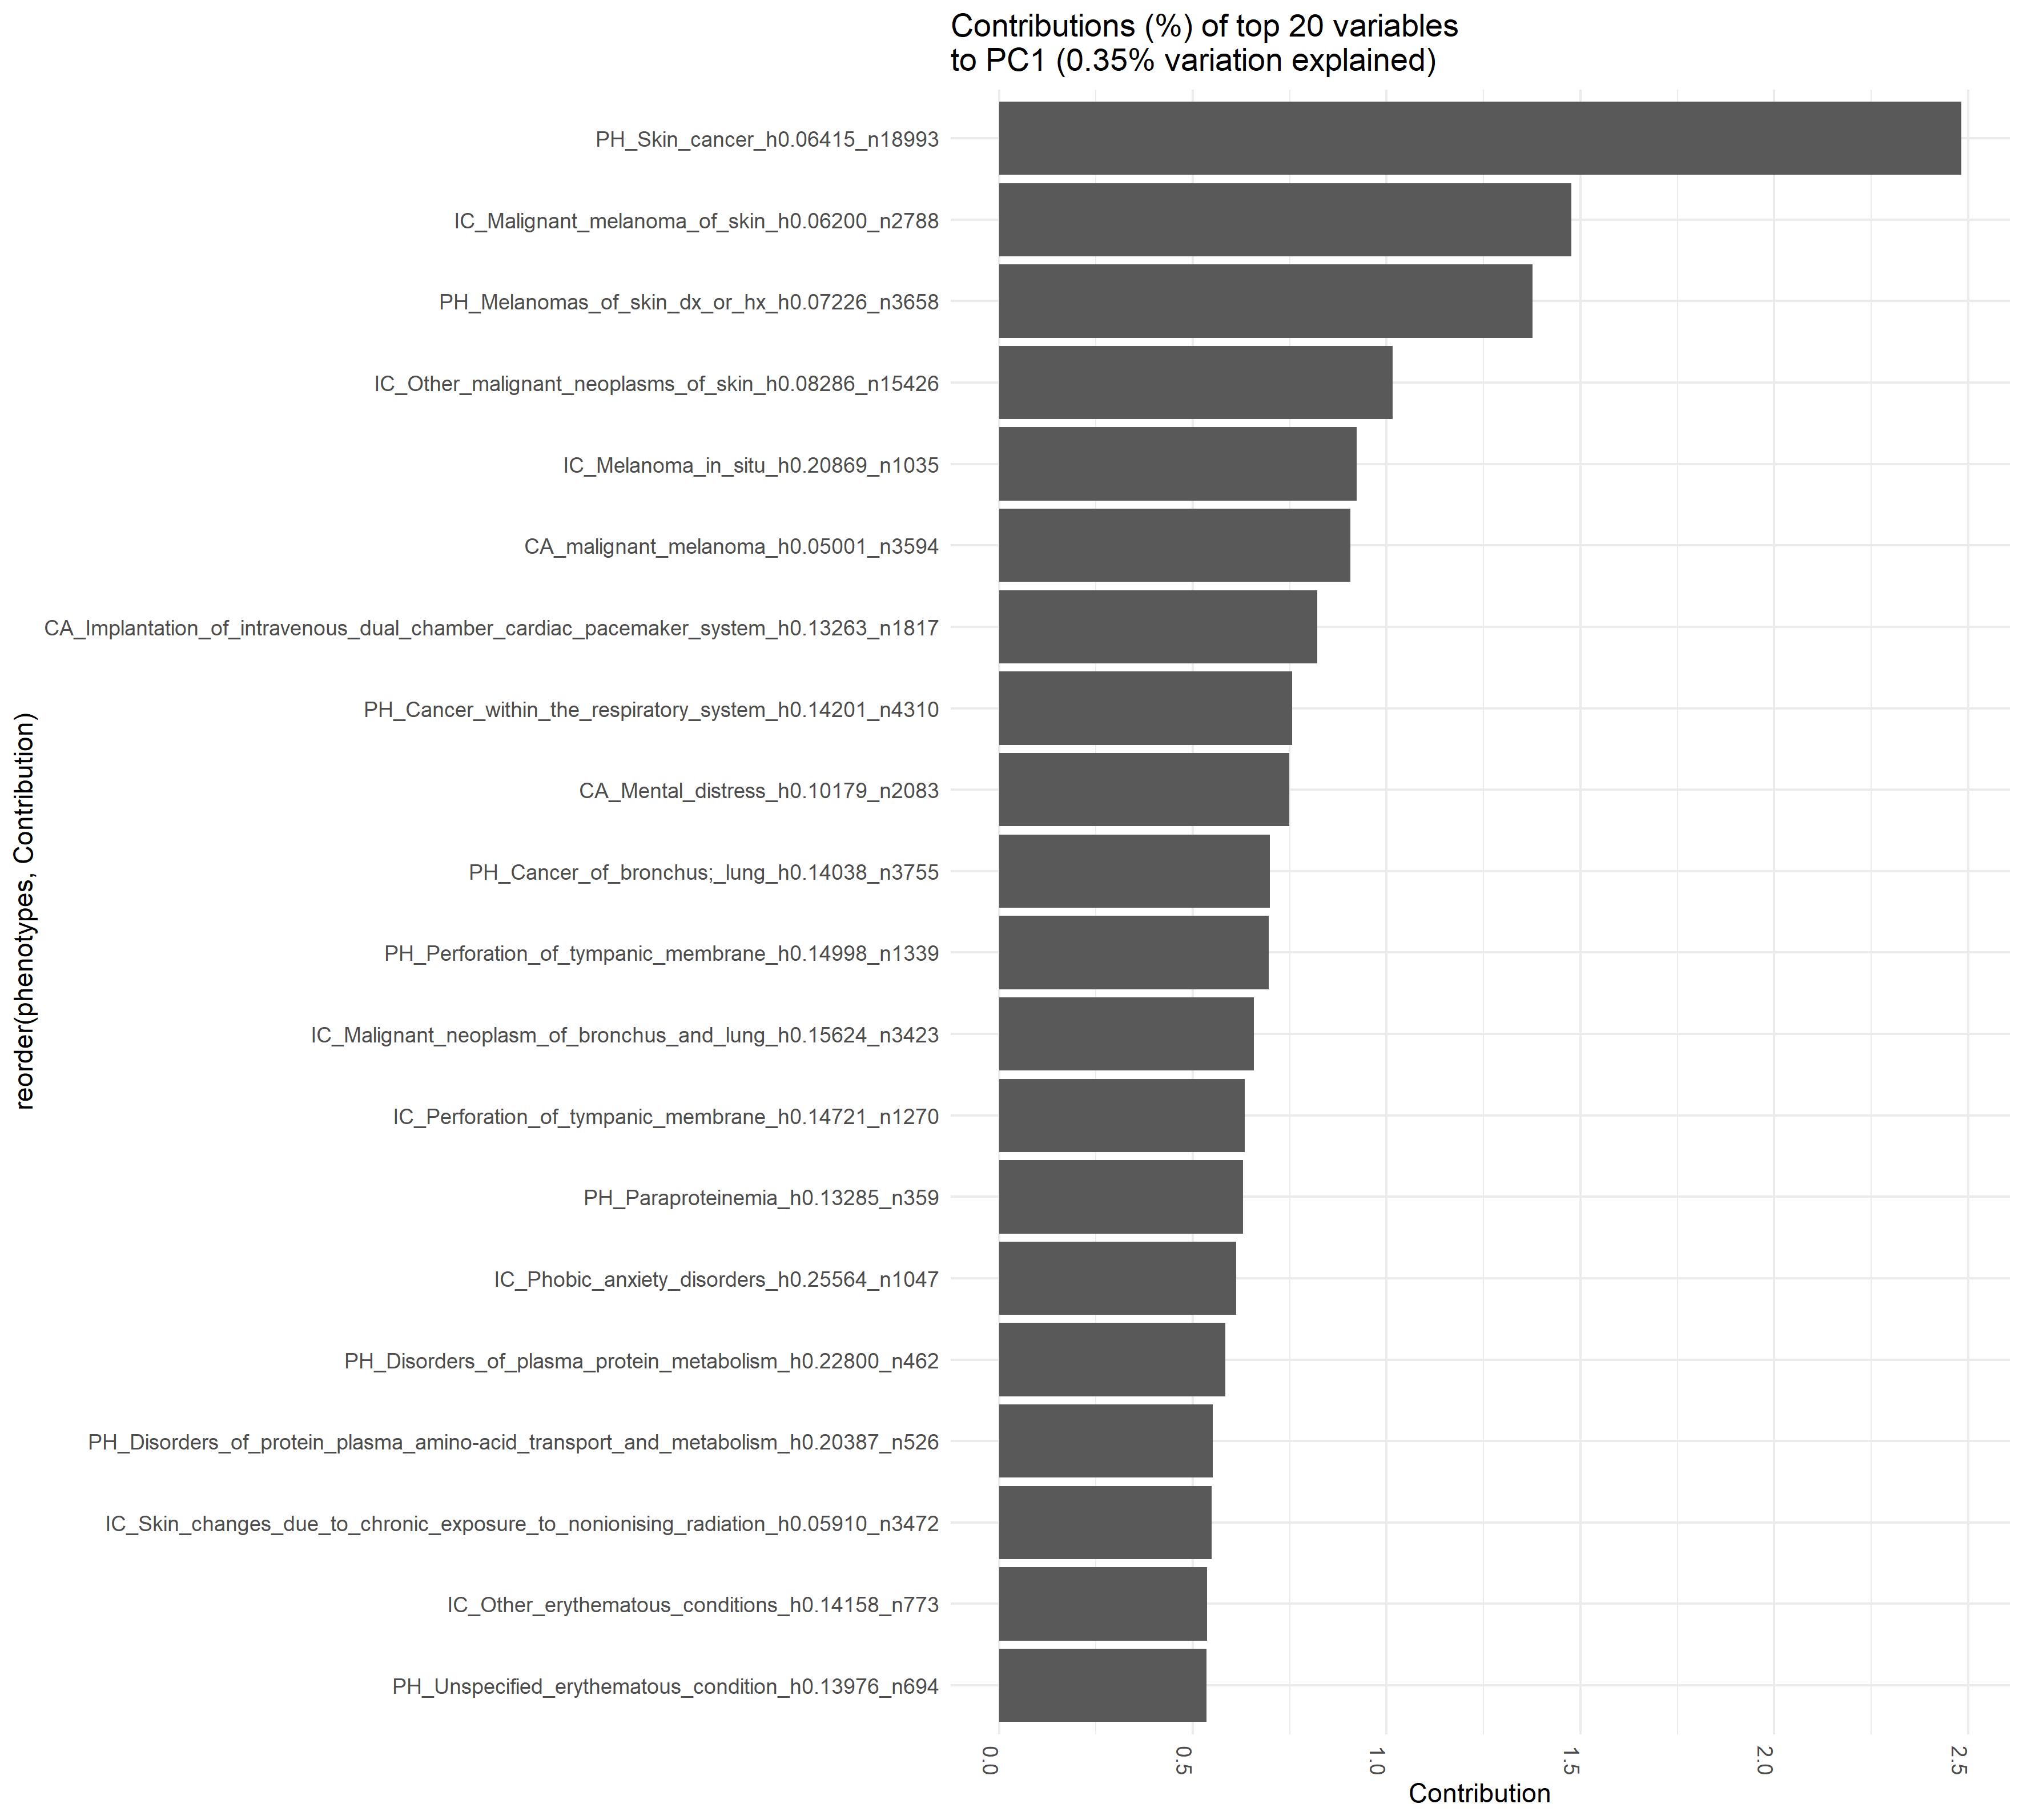 Contributions (%) of top 20 variables
to PC1 (0.35% variation explained)
PH_Skin_cancer_h0.06415_n18993
IC_Malignant_melanoma_of_skin_h0.06200_n2788
PH_Melanomas_of_skin_dx_or_hx_h0.07226_n3658
IC_Other_malignant_neoplasms_of_skin_h0.08286_n15426
IC_Melanoma_in_situ_h0.20869_n1035
CA_malignant_melanoma_h0.05001_n3594
CA_Implantation_of_intravenous_dual_chamber_cardiac_pacemaker_system_h0.13263_n1817
PH_Cancer_within_the_respiratory_system_h0.14201_n4310
CA_Mental_distress_h0.10179_n2083
PH_Cancer_of_bronchus;_lung_h0.14038_n3755
PH_Perforation_of_tympanic_membrane_h0.14998_n1339
IC_Malignant_neoplasm_of_bronchus_and_lung_h0.15624_n3423
IC_Perforation_of_tympanic_membrane_h0.14721_n1270
PH_Paraproteinemia_h0.13285_n359
IC_Phobic_anxiety_disorders_h0.25564_n1047
PH_Disorders_of_plasma_protein_metabolism_h0.22800_n462
PH_Disorders_of_protein_plasma_amino-acid_transport_and_metabolism_h0.20387_n526
IC_Skin_changes_due_to_chronic_exposure_to_nonionising_radiation_h0.05910_n3472
IC_Other_erythematous_conditions_h0.14158_n773
PH_Unspecified_erythematous_condition_h0.13976_n694
reorder(phenotypes, Contribution)
0.0
0.5
1.0
1.5
2.0
2.5
Contribution